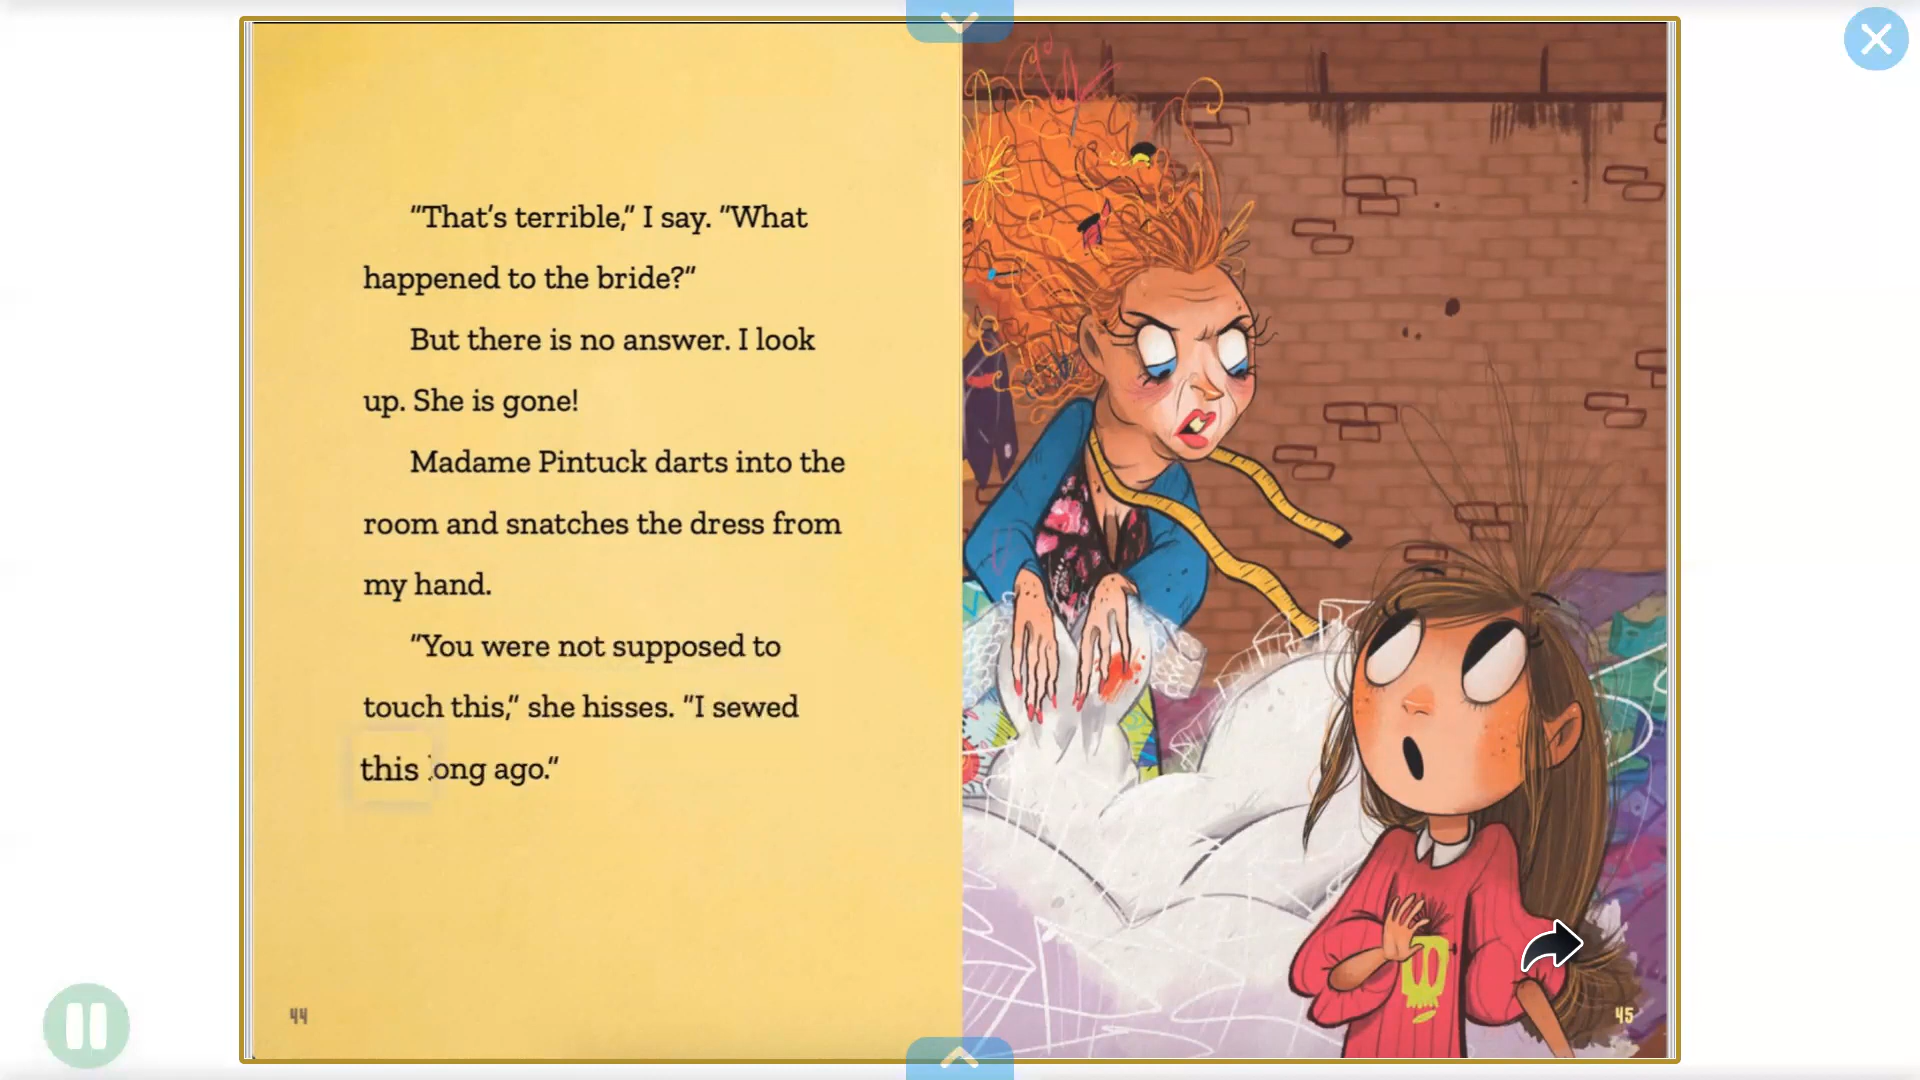 “That’s terrible,” I say. “What
happened to the bride?”
But there is no answer. I look
up. She is gone!
Madame Pintuck darts into the
room and snatches the dress from
my hand.
“You were not supposed to
touch this,” she hisses. “I sewed
this long ago.”
44
45